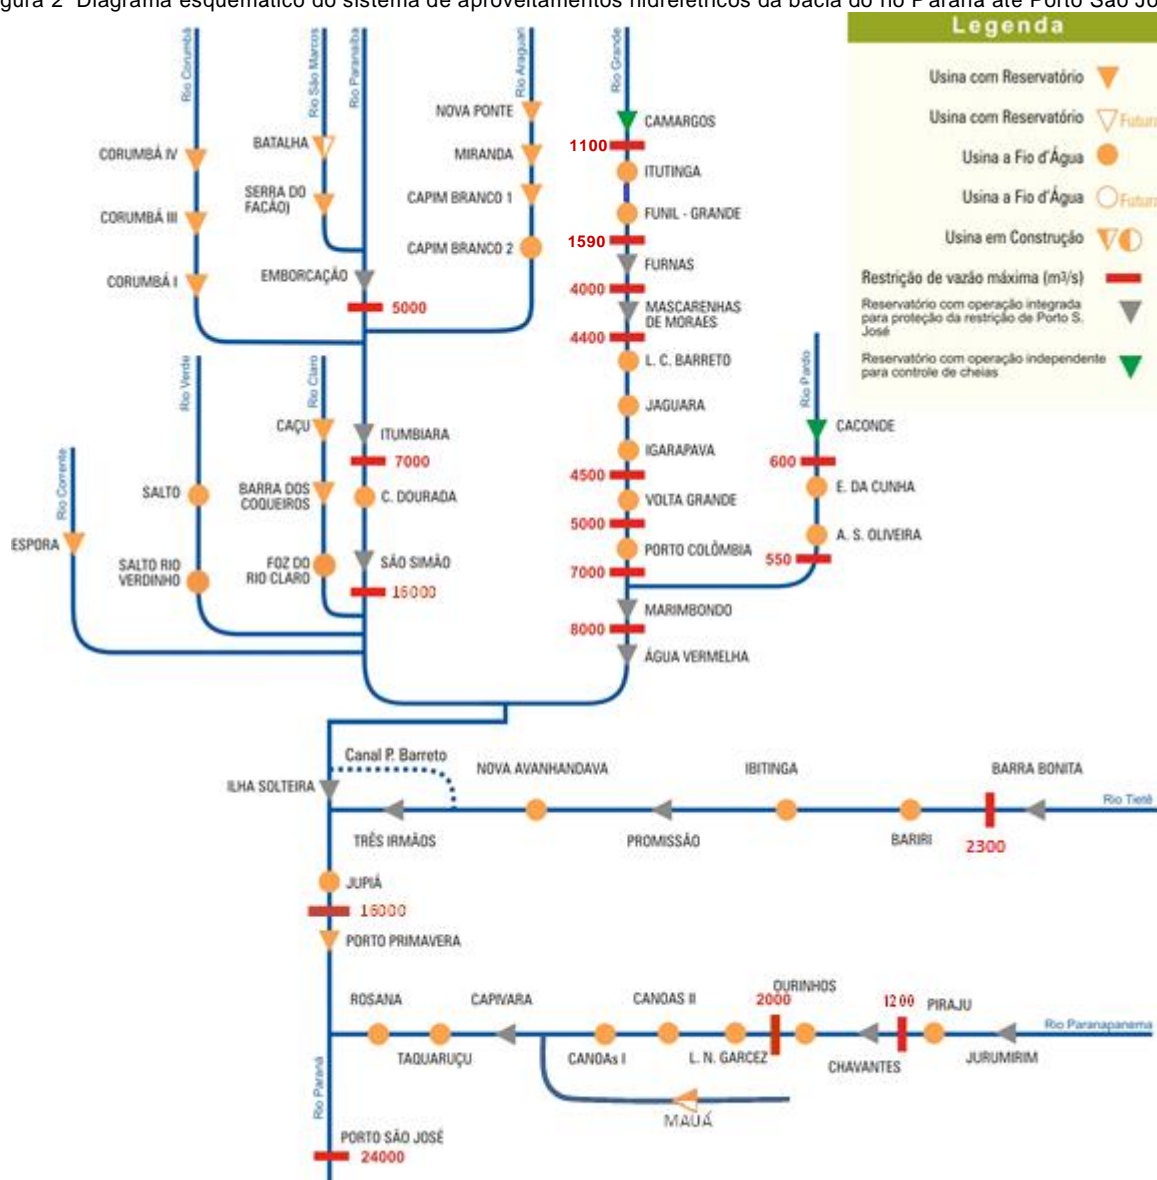 gura 2 Diagrama esquemático do sistema de aproveitamentos hidrelétricos da bacia do rio Paraná até Porto São Jo
Legenda
Usina com Reservatório
Usina com Reservatório
Futura
Usina a Fio d'Água
Usina a Fio d'Água
Futura
Usina em Construção
Restrição de vazão máxima (m³/s)
Reservatório com operação integrada
para proteção da restrição de Porto S.
José
Reservatório com operação independente
para controle de cheias
Rio Corumbá
CORUMBÁ IV
CORUMBÁ III
CORUMBÁ I
Rio São Marcos
BATALHA
SERRA DO
FACÃO)
Rio Paranaíba
EMBORCAÇÃO
5000
Rio Araguari
NOVA PONTE
MIRANDA
CAPIM BRANCO 1
CAPIM BRANCO 2
Rio Grande
CAMARGOS
1100
ITUTINGA
FUNIL - GRANDE
1590
FURNAS
4000
MASCARENHAS
DE MORAES
4400
L. C. BARRETO
JAGUARA
IGARAPAVA
4500
VOLTA GRANDE
5000
PORTO COLÔMBIA
7000
MARIMBONDO
8000
ÁGUA VERMELHA
Rio Pardo
CACONDE
600
E. DA CUNHA
A. S. OLIVEIRA
550
Rio Corrente
ESPORA
Rio Verde
SALTO
SALTO RIO
VERDINHO
Rio Claro
CAÇU
BARRA DOS
COQUEIROS
FOZ DO
RIO CLARO
ITUMBIARA
7000
C. DOURADA
SÃO SIMÃO
16000
Canal P. Barreto
ILHA SOLTEIRA
NOVA AVANHANDAVA
IBITINGA
BARRA BONITA
Rio Tietê
TRÊS IRMÃOS
PROMISSÃO
BARIRI
2300
JUPIÁ
16000
PORTO PRIMAVERA
ROSANA
CAPIVARA
CANOAS II
OURINHOS
2000
1200
PIRAJU
Rio Paranapanema
TAQUARUÇU
CANOAs I
L. N. GARCEZ
CHAVANTES
JURUMIRIM
MAUÁ
Rio Paraná
PORTO SÃO JOSÉ
24000